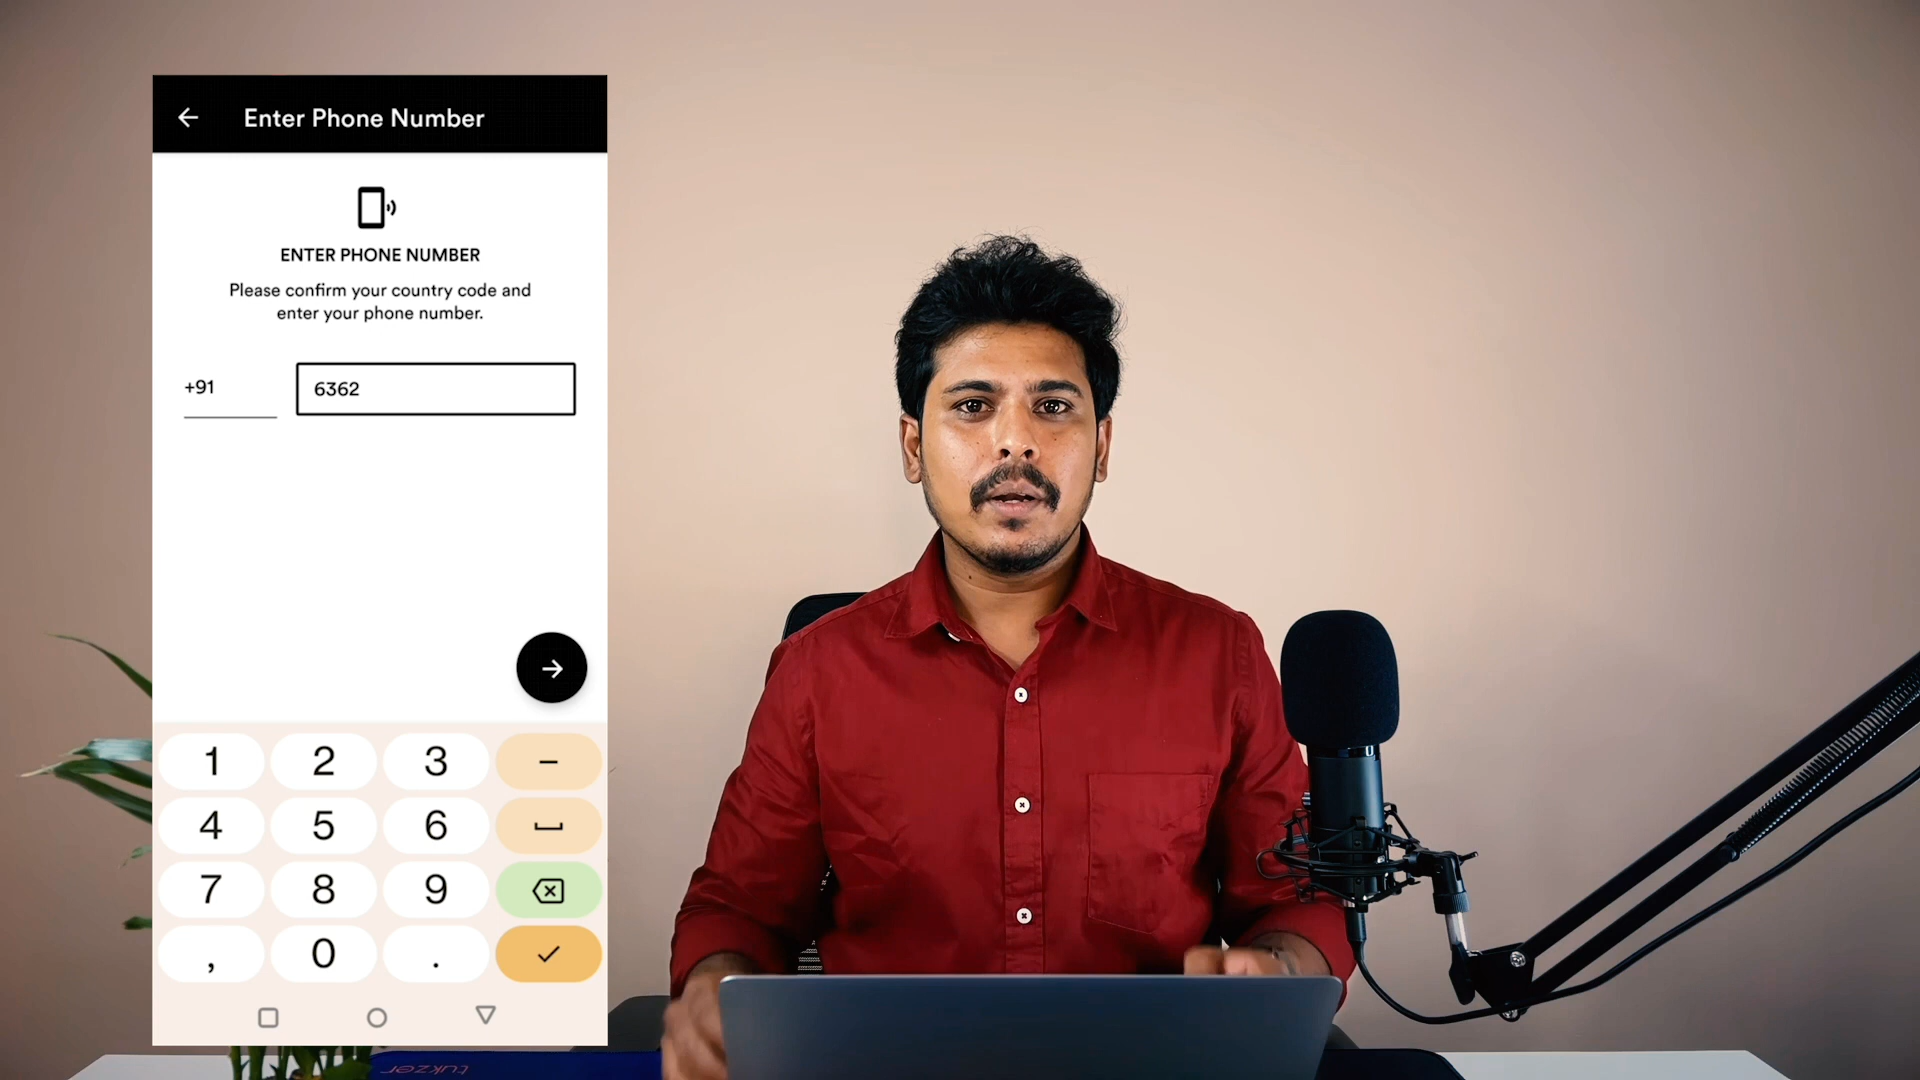 Enter Phone Number
ENTER PHONE NUMBER
Please confirm your country code and
enter your phone number.
+91
6362
1 2 3 -
4 5 6
7 8 9
, 0 .
tukzer